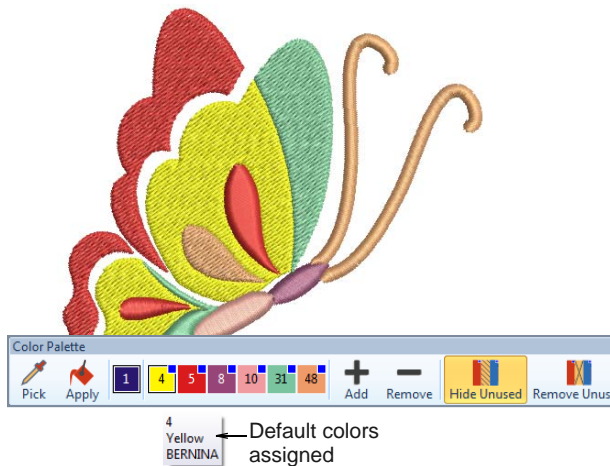 Color Palette
1 4 5 8 10 31 48
Pick Apply Add Remove Hide Unused Remove Unus
4
Yellow
BERNINA
Default colors
assigned